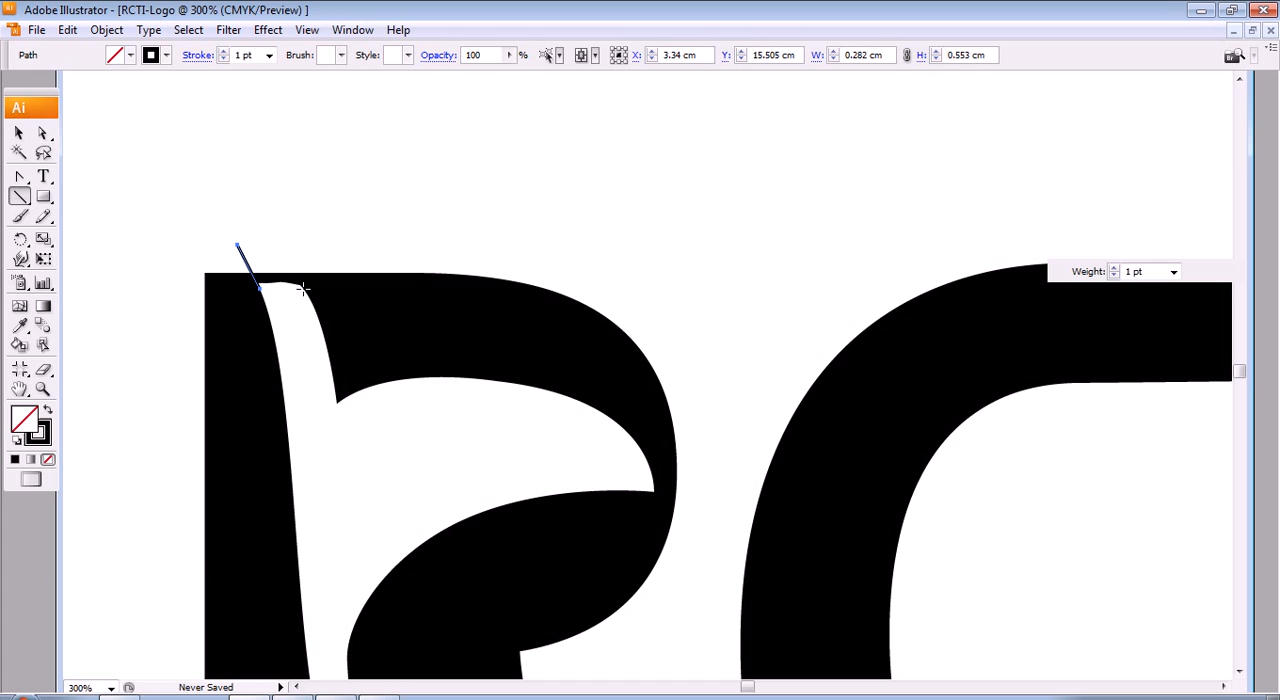 Adobe Illustrator - [RCTI-Logo @ 300% (CMYK/Preview) ]
File Edit Object Type Select Filter Effect View Window Help
Path Stroke: 1 pt Brush: Style: Opacity: 100 % X: 3.34 cm Y: 15.505 cm W: 0.282 cm H: 0.553 cm
Ai
Weight: 1 pt
300% Never Saved